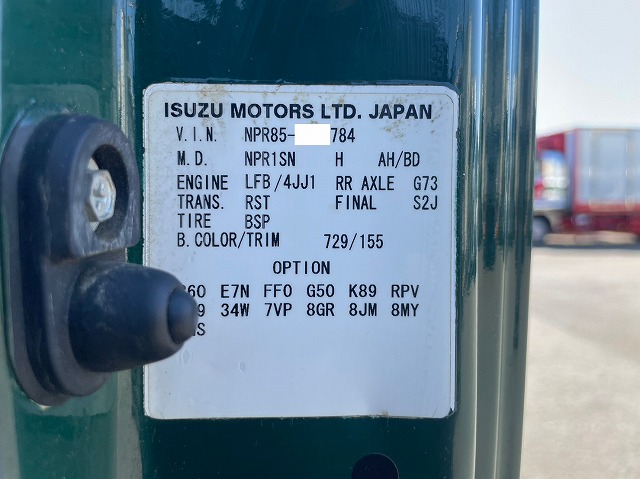 ISUZU MOTORS LTD. JAPAN
V.I.N. NPR85- 784
M.D. NPR1SN H AH/BD
ENGINE LFB/4JJ1 RR AXLE G73
TRANS. RST FINAL S2J
TIRE BSP
B.COLOR/TRIM 729/155
OPTION
E7N FF0 G50 K89 RPV
34W 7VP 8GR 8JM 8MY